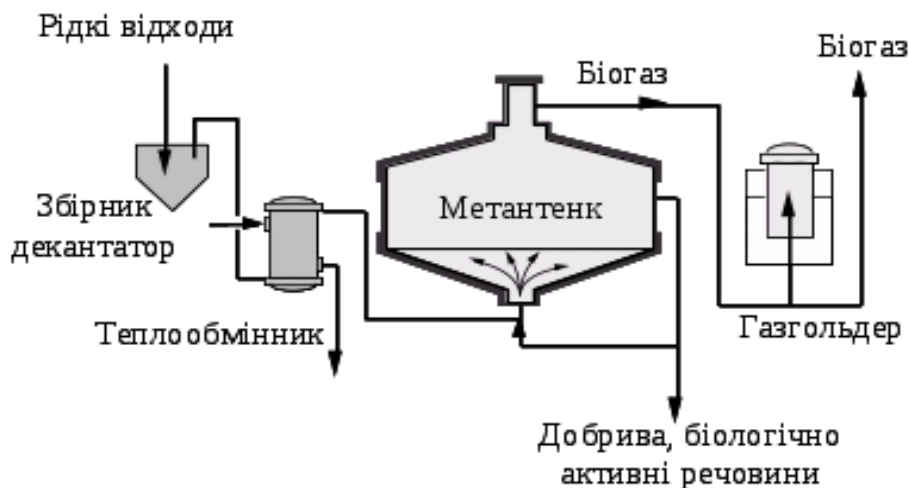 Рідкі відходи
Біогаз
Біогаз
Збірник
декантатор
Метантенк
Теплообмінник
Газгольдер
Добрива, біологічно
активні речовини